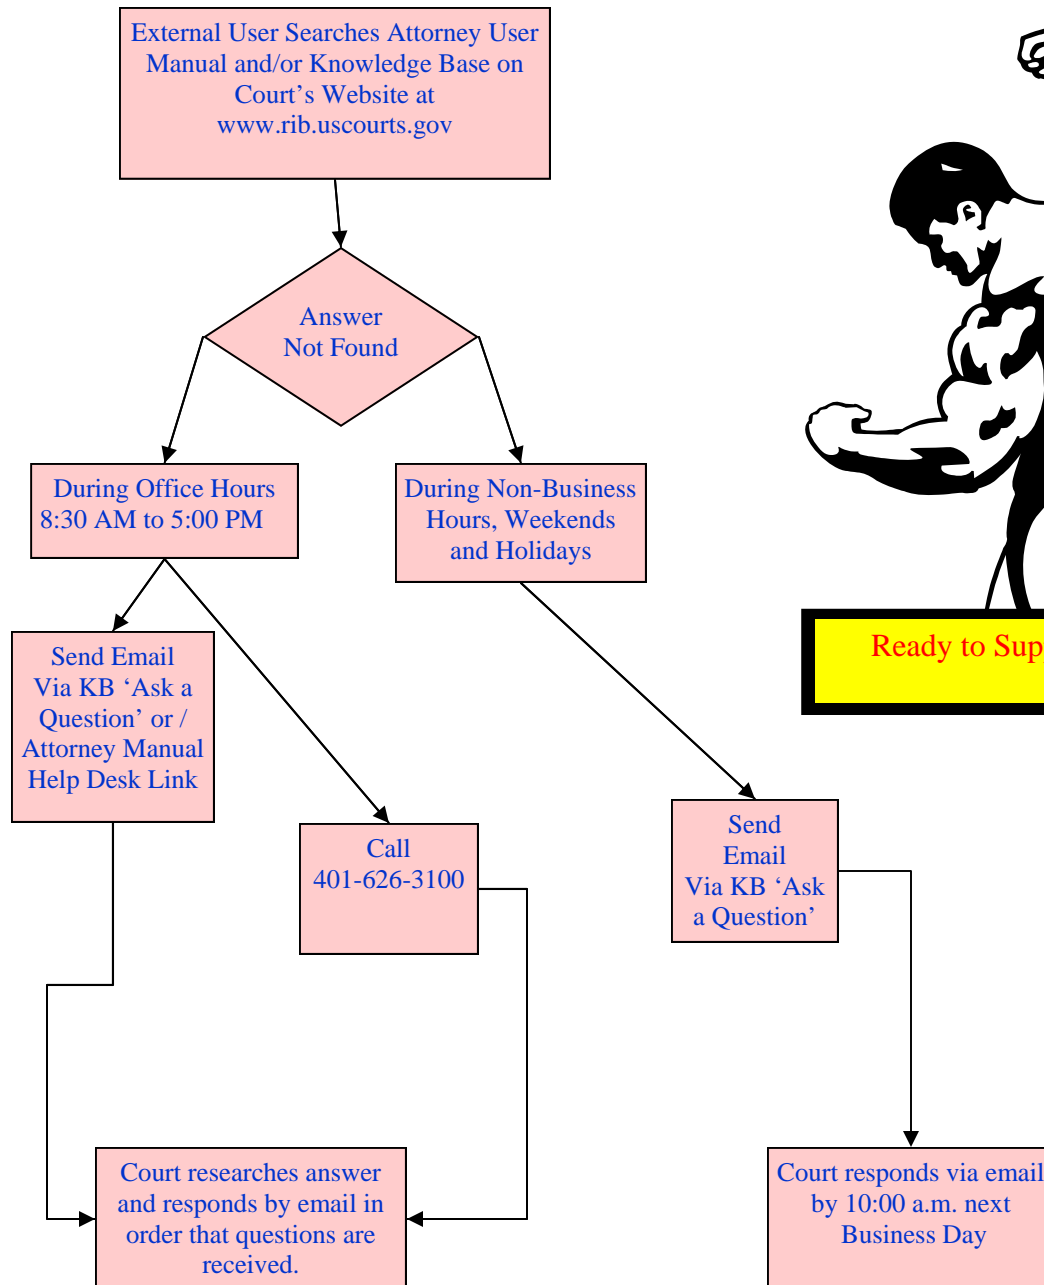 External User Searches Attorney User
Manual and/or Knowledge Base on
Court's Website at
www.rib.uscourts.gov
Answer
Not Found
During Office Hours
8:30 AM to 5:00 PM
During Non-Business
Hours, Weekends
and Holidays
Send Email
Via KB ‘Ask a
Question’ or /
Attorney Manual
Help Desk Link
Ready to Sup
Call
401-626-3100
Send
Email
Via KB ‘Ask
a Question’
Court researches answer
and responds by email in
order that questions are
received.
Court responds via email
by 10:00 a.m. next
Business Day